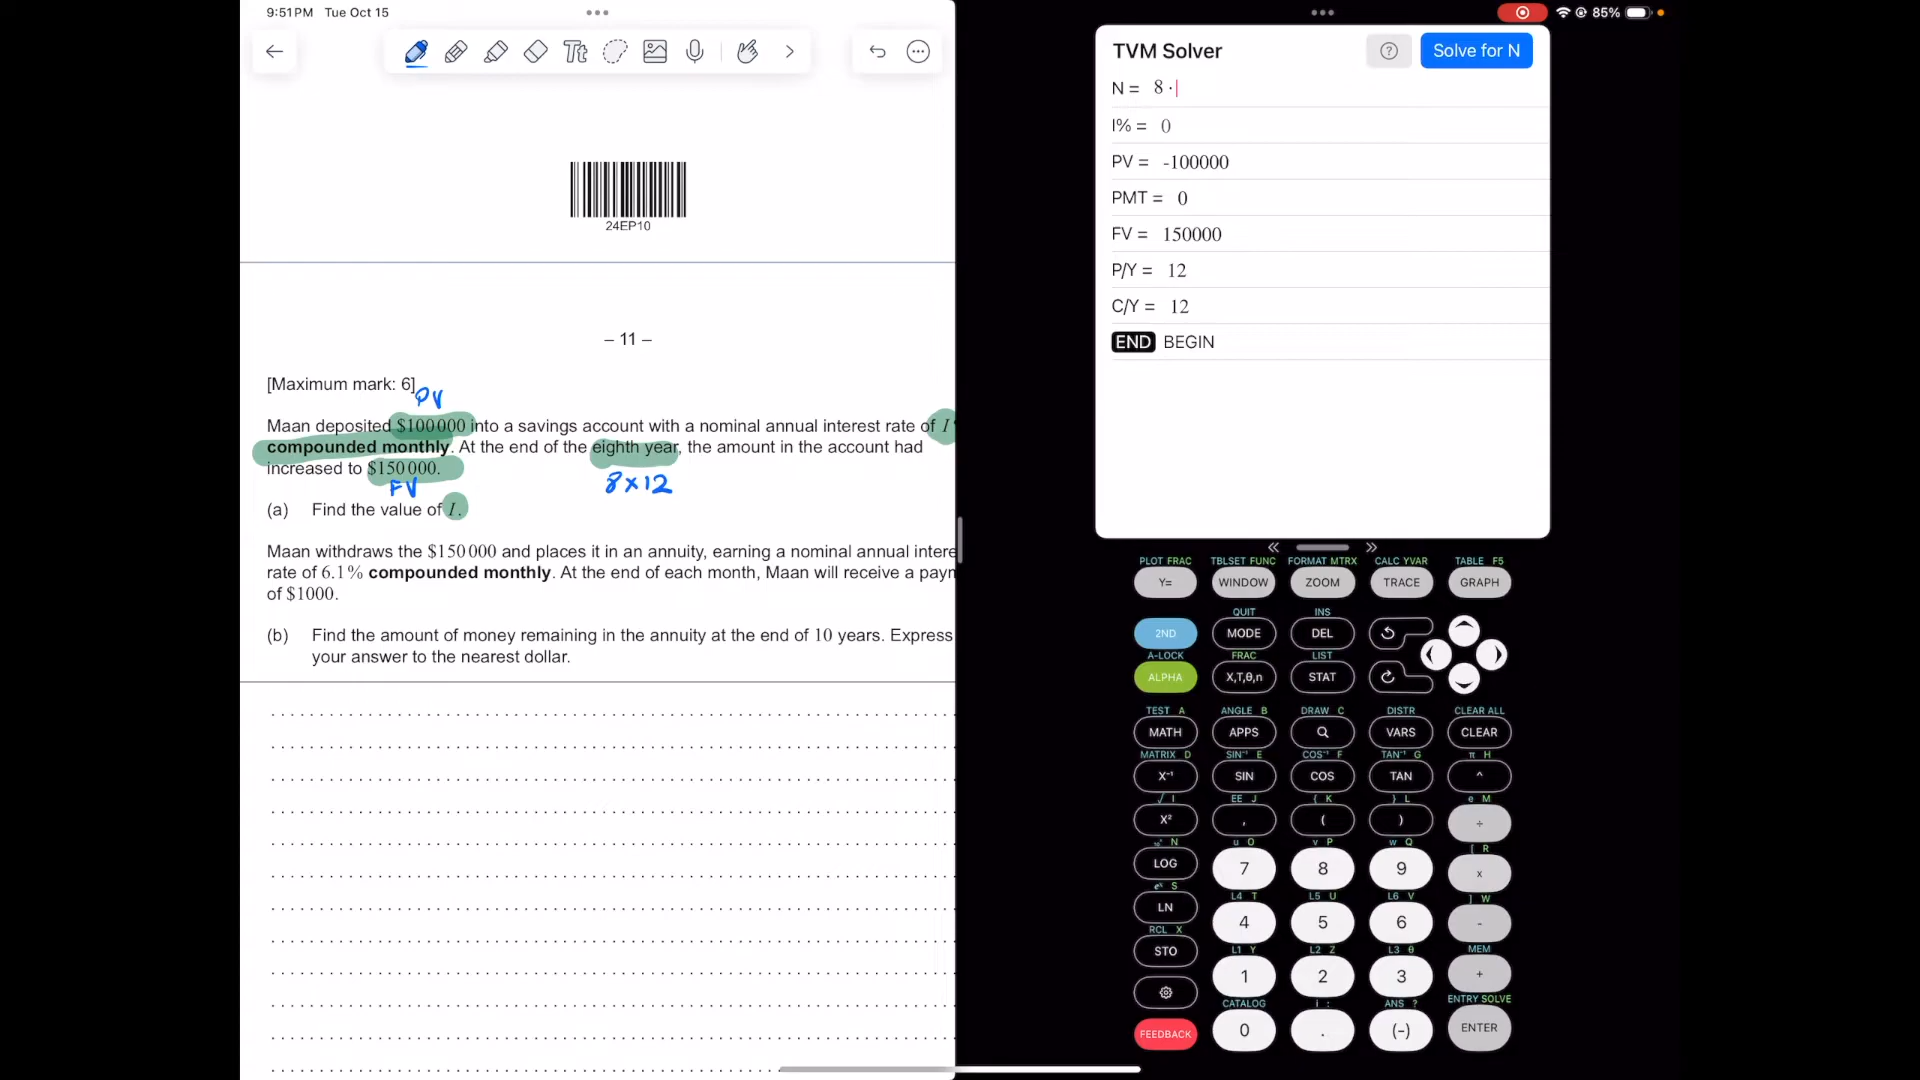 9:51 PM Tue Oct 15
85%
Tt
24EP10
– 11 –
[Maximum mark: 6]
PV
Maan deposited $100000 into a savings account with a nominal annual interest rate of I
compounded monthly. At the end of the eighth year, the amount in the account had
increased to $150000.
FV
8×12
(a) Find the value of I.
Maan withdraws the $150000 and places it in an annuity, earning a nominal annual intere
rate of 6.1% compounded monthly. At the end of each month, Maan will receive a payn
of $1000.
(b) Find the amount of money remaining in the annuity at the end of 10 years. Express
your answer to the nearest dollar.
TVM Solver
?
Solve for N
N = 8 ·
I% = 0
PV = -100000
PMT = 0
FV = 150000
P/Y = 12
C/Y = 12
END BEGIN
PLOT FRAC TBLSET FUNC FORMAT MTRX CALC YVAR TABLE F5
Y= WINDOW ZOOM TRACE GRAPH
QUIT INS
2ND MODE DEL
A-LOCK FRAC LIST
ALPHA X,T,θ,n STAT
TEST A ANGLE B DRAW C DISTR CLEAR ALL
MATH APPS VARS CLEAR
MATRIX D SIN⁻¹ E COS⁻¹ F TAN⁻¹ G π H
X⁻¹ SIN COS TAN ^
√ I EE J { K } L e M
X² , ( ) ÷
N u O v P w Q [ R
LOG 7 8 9 x
eˣ S L4 T L5 U L6 V ] W
LN 4 5 6 -
RCL X L1 Y L2 Z L3 θ MEM
STO 1 2 3 +
CATALOG i : ANS ? ENTRY SOLVE
FEEDBACK 0 . (-) ENTER